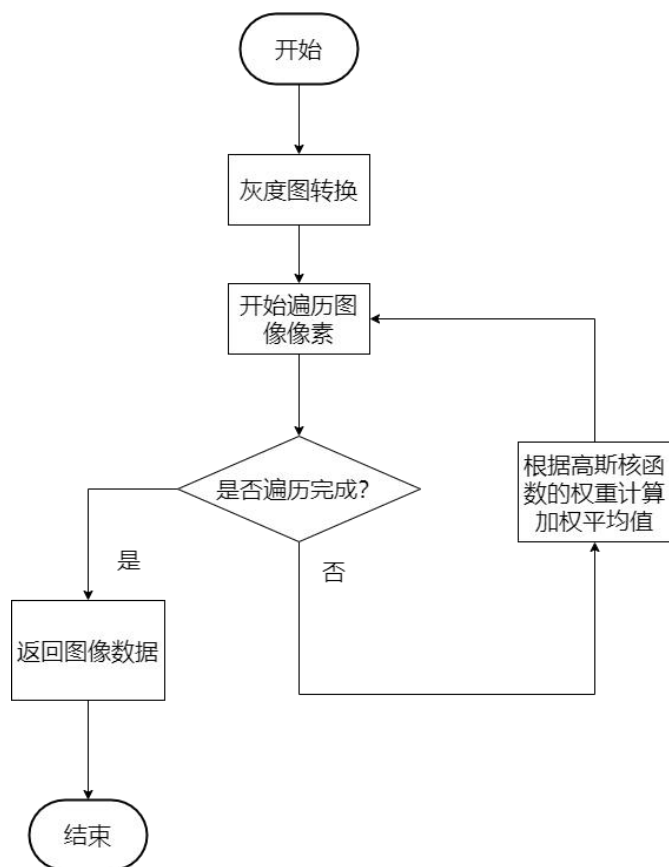 开始
灰度图转换
开始遍历图
像像素
是否遍历完成?
根据高斯核函
数的权重计算
加权平均值
是
否
返回图像数据
结束